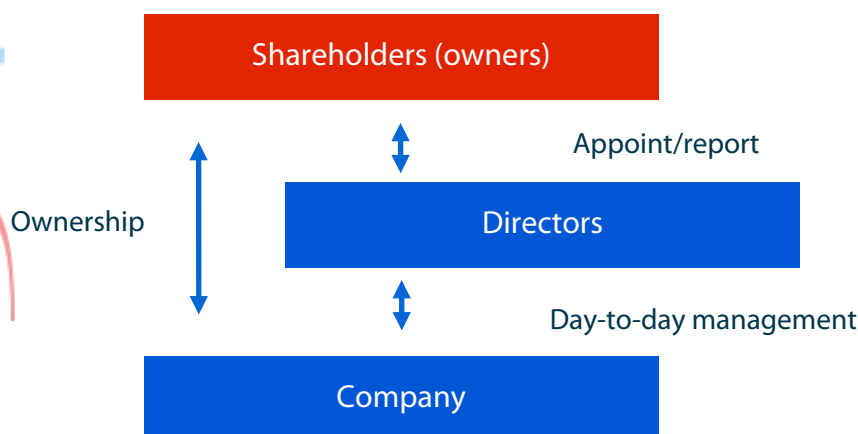 Shareholders (owners)
Appoint/report
Ownership
Directors
Day-to-day management
Company